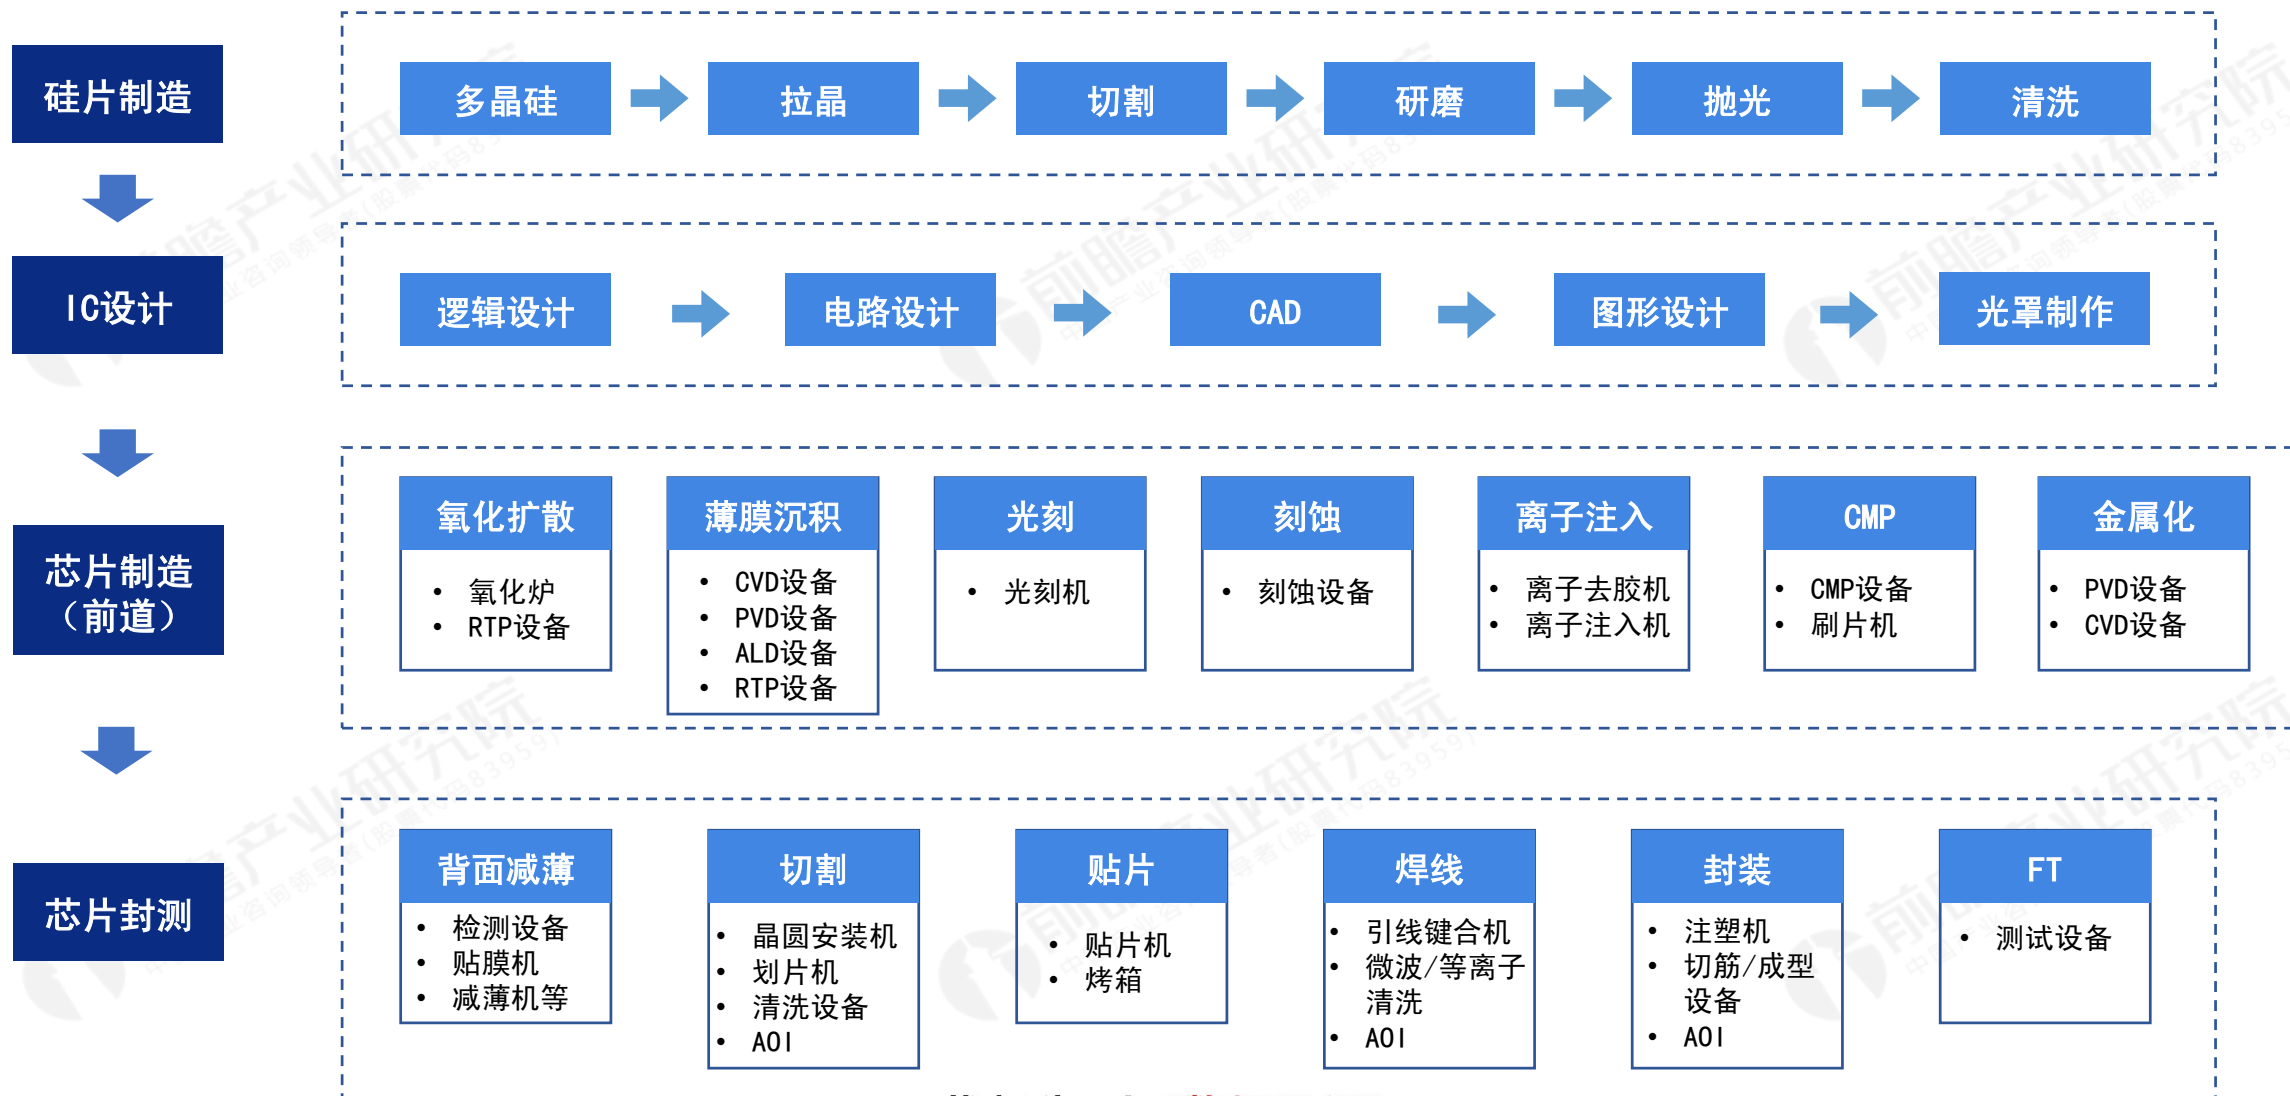 硅片制造
多晶硅
拉晶
切割
研磨
抛光
清洗
IC设计
逻辑设计
电路设计
CAD
图形设计
光罩制作
芯片制造
（前道）
氧化扩散
• 氧化炉
• RTP设备
薄膜沉积
• CVD设备
• PVD设备
• ALD设备
• RTP设备
光刻
• 光刻机
刻蚀
• 刻蚀设备
离子注入
• 离子去胶机
• 离子注入机
CMP
• CMP设备
• 刷片机
金属化
• PVD设备
• CVD设备
芯片封测
背面减薄
• 检测设备
• 贴膜机
• 减薄机等
切割
• 晶圆安装机
• 划片机
• 清洗设备
• AOI
贴片
• 贴片机
• 烤箱
焊线
• 引线键合机
• 微波/等离子
清洗
• AOI
封装
• 注塑机
• 切筋/成型
设备
• AOI
FT
• 测试设备
前瞻产业研究院